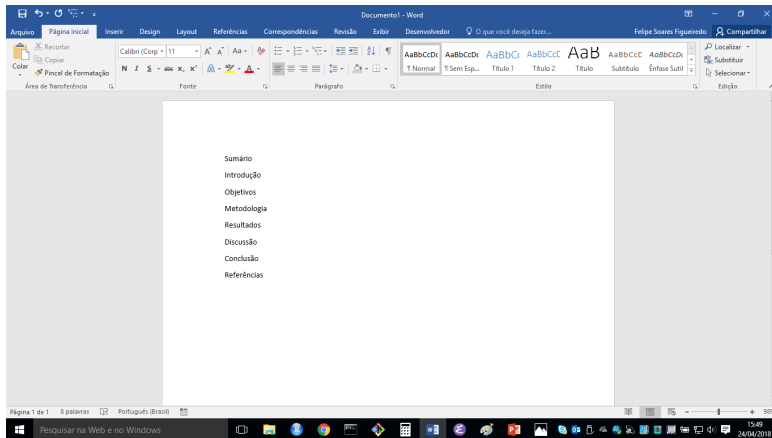 Documento1 - Word
Arquivo Página Inicial Inserir Design Layout Referências Correspondências Revisão Exibir Desenvolvedor O que você deseja fazer... Felipe Soares Figueiredo Compartilhar
Colar
Recortar
Copiar
Pincel de Formatação
Área de Transferência
Calibri (Corp 11 A A Aa
N I S abc x, x² A A
Fonte
Parágrafo
AaBbCcDc AaBbCcDc AaBbCc AaBbCcC AaB AaBbCcC AaBbCcDc
¶ Normal ¶ Sem Esp... Título 1 Título 2 Título Subtítulo Ênfase Sutil
Estilo
Localizar
Substituir
Selecionar
Edição
Sumário
Introdução
Objetivos
Metodologia
Resultados
Discussão
Conclusão
Referências
Página 1 de 1 8 palavras Português (Brasil)
Pesquisar na Web e no Windows
15:49
24/04/2018